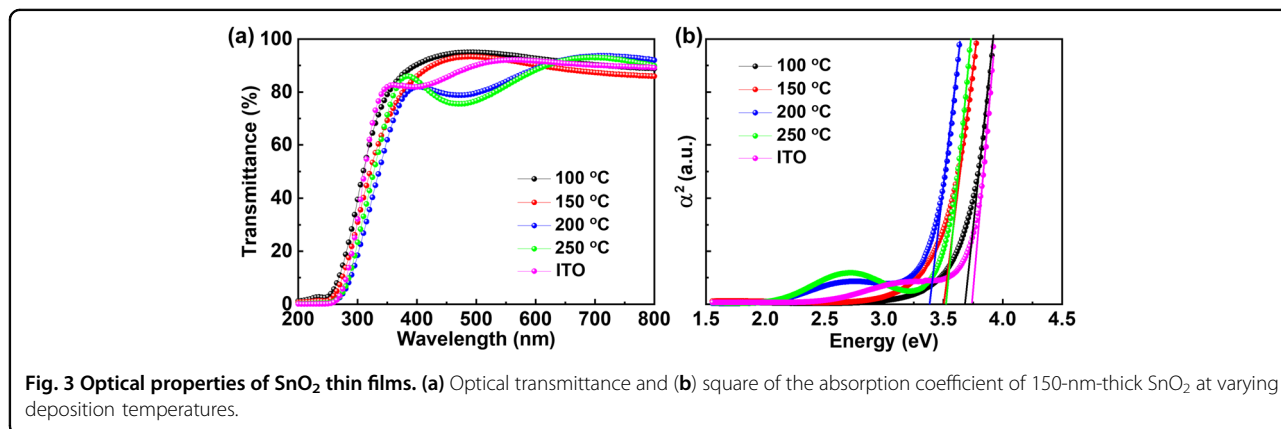 (a)
100
80
60
40
20
0
Transmittance (%)
100 °C
150 °C
200 °C
250 °C
ITO
200 300 400 500 600 700 800
Wavelength (nm)
(b)
α² (a.u.)
100 °C
150 °C
200 °C
250 °C
ITO
1.5 2.0 2.5 3.0 3.5 4.0 4.5
Energy (eV)
Fig. 3 Optical properties of SnO₂ thin films. (a) Optical transmittance and (b) square of the absorption coefficient of 150-nm-thick SnO₂ at varying
deposition temperatures.